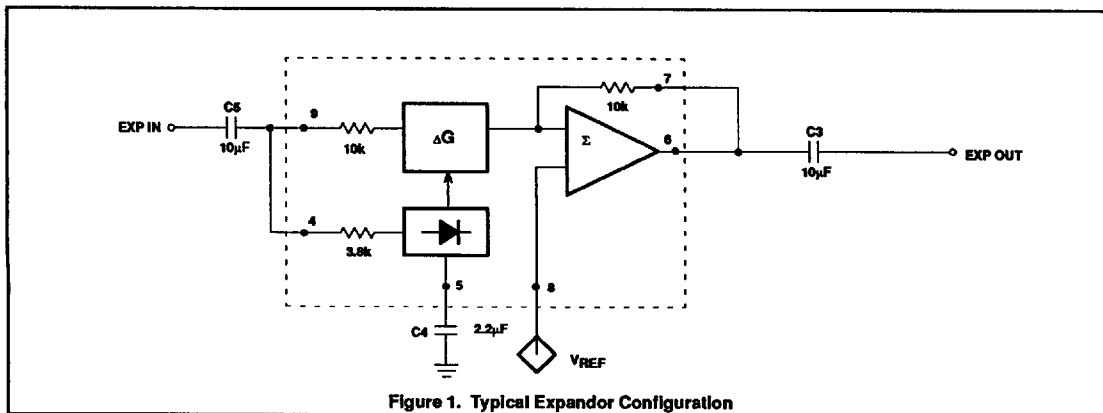 7
10k
C5
9
ΔG
Σ
6
C3
EXP IN
10µF
10k
10µF
EXP OUT
4
3.8k
5
8
C4
2.2µF
VREF
Figure 1. Typical Expandor Configuration